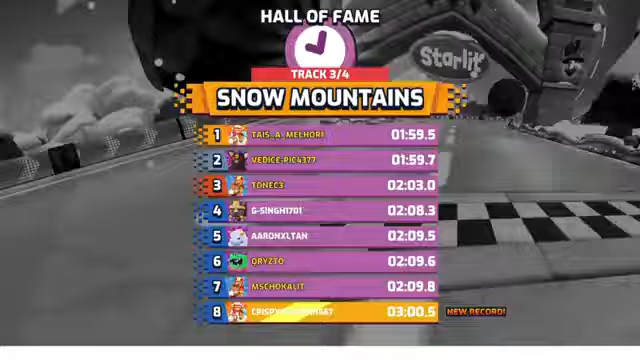 HALL OF FAME
TRACK 3/4
Starlit
SNOW MOUNTAINS
1 TAIS_A_MELHOR! 01:59.5
2 VEDICE-PIC4377 01:59.7
3 TONEC3 02:03.0
4 G-SINGH1701 02:08.3
5 AARONXLTAN 02:09.5
6 QRYZTO 02:09.6
7 MSCHOKALIT 02:09.8
8 03:00.5 NEW RECORD!